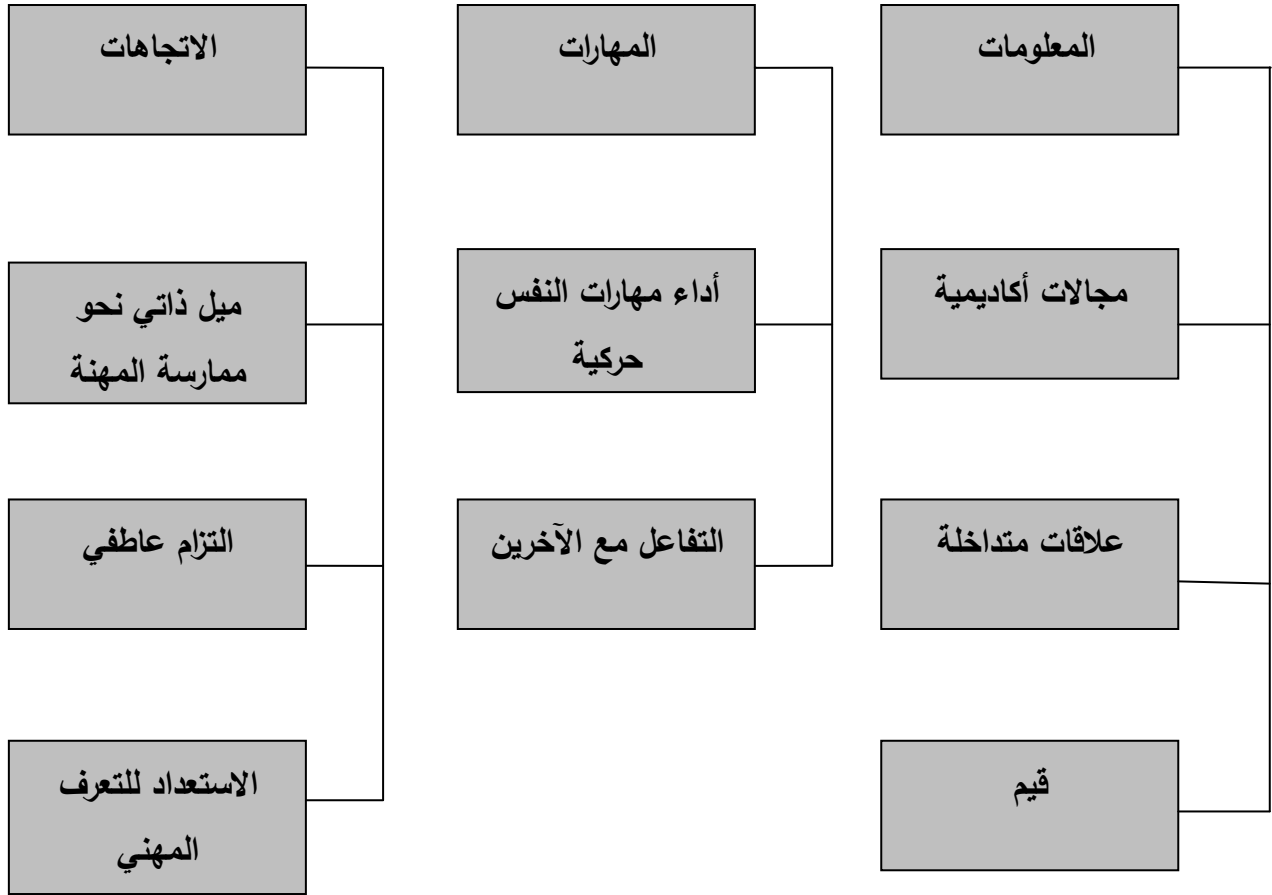 المعلومات
المهارات
الاتجاهات
مجالات أكاديمية
أداء مهارات النفس
حركية
ميل ذاتي نحو
ممارسة المهنة
علاقات متداخلة
التفاعل مع الآخرين
التزام عاطفي
قيم
الاستعداد للتعرف
المهني